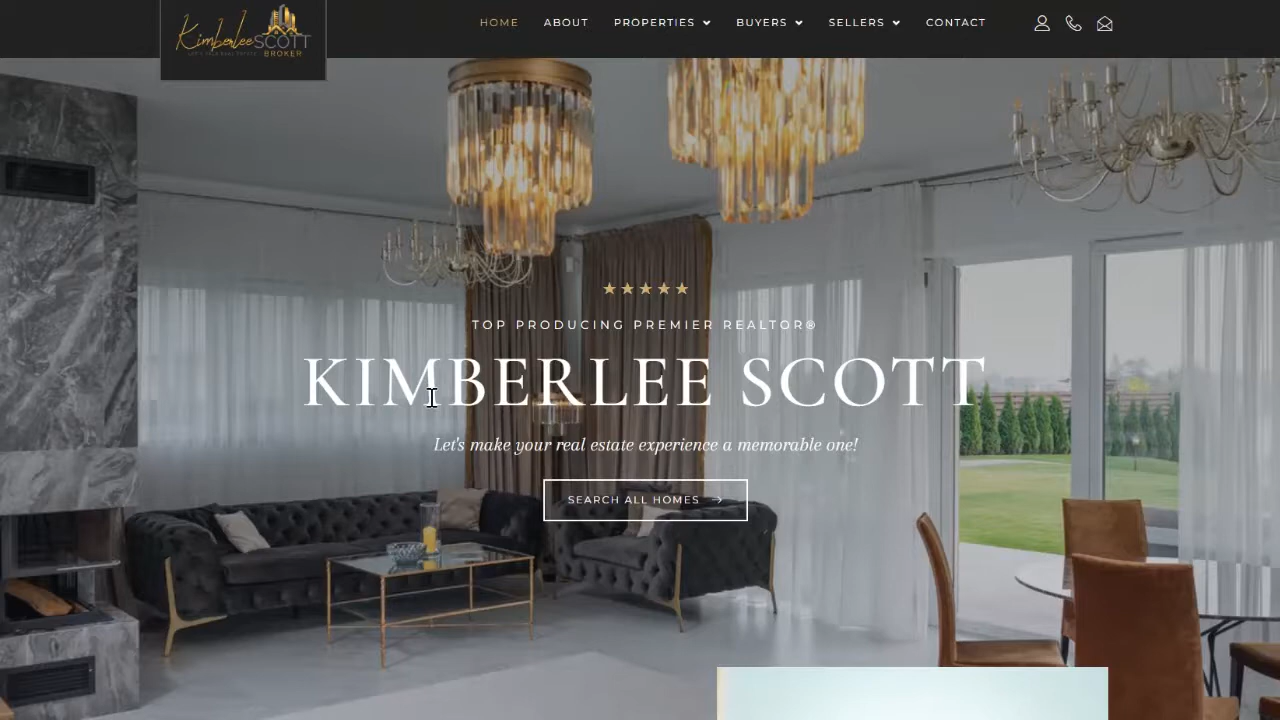 Kimberlee SCOTT
BROKER
HOME
ABOUT
PROPERTIES
BUYERS
SELLERS
CONTACT
TOP PRODUCING PREMIER REALTOR®
KIMBERLEE SCOTT
Let's make your real estate experience a memorable one!
SEARCH ALL HOMES